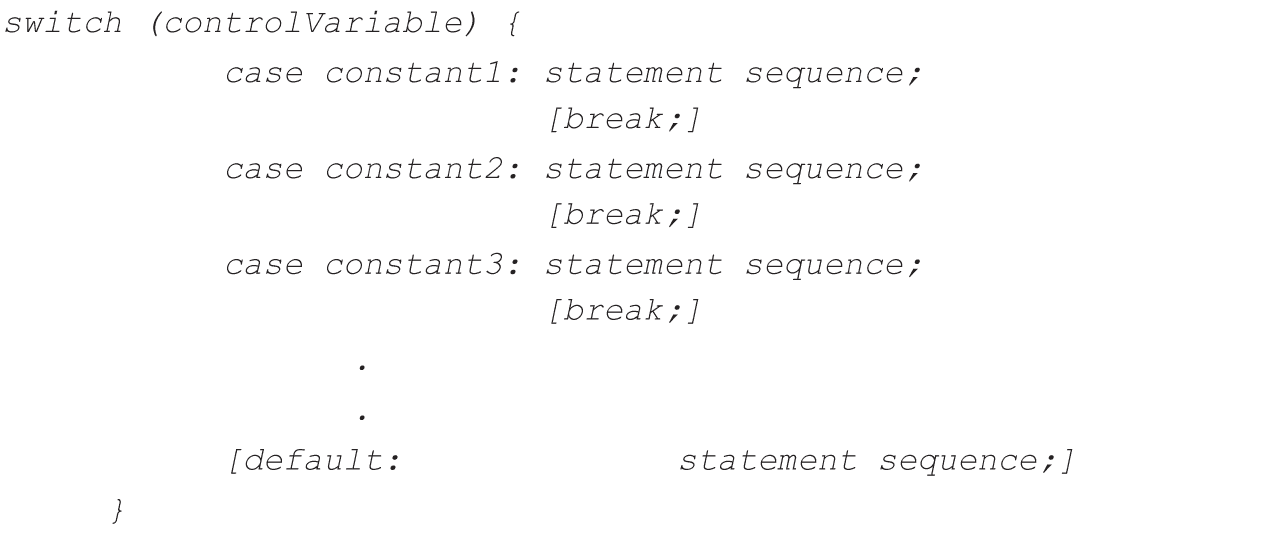 switch (controlVariable) {
case constant1: statement sequence;
[break;]
case constant2: statement sequence;
[break;]
case constant3: statement sequence;
[break;]
.
.
[default: statement sequence;]
}